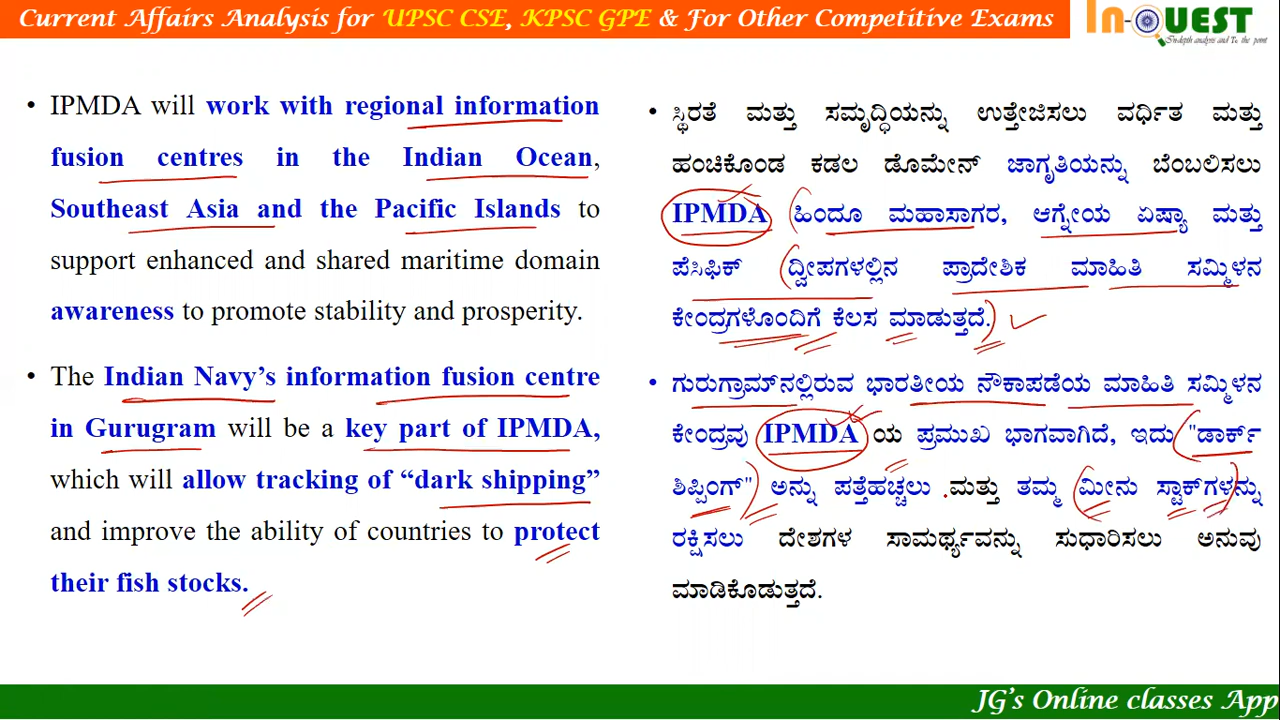 Current Affairs Analysis for UPSC CSE, KPSC GPE & For Other Competitive Exams
In-QUEST
In-depth analysis and To the point
• IPMDA will work with regional information
fusion centres in the Indian Ocean,
Southeast Asia and the Pacific Islands to
support enhanced and shared maritime domain
awareness to promote stability and prosperity.
• The Indian Navy’s information fusion centre
in Gurugram will be a key part of IPMDA,
which will allow tracking of “dark shipping”
and improve the ability of countries to protect
their fish stocks.
• ಸ್ಥಿರತೆ ಮತ್ತು ಸಮೃದ್ಧಿಯನ್ನು ಉತ್ತೇಜಿಸಲು ವರ್ಧಿತ ಮತ್ತು
ಹಂಚಿಕೊಂಡ ಕಡಲ ಡೊಮೇನ್ ಜಾಗೃತಿಯನ್ನು ಬೆಂಬಲಿಸಲು
IPMDA ಹಿಂದೂ ಮಹಾಸಾಗರ, ಆಗ್ನೇಯ ಏಷ್ಯಾ ಮತ್ತು
ಪೆಸಿಫಿಕ್ ದ್ವೀಪಗಳಲ್ಲಿನ ಪ್ರಾದೇಶಿಕ ಮಾಹಿತಿ ಸಮ್ಮಿಳನ
ಕೇಂದ್ರಗಳೊಂದಿಗೆ ಕೆಲಸ ಮಾಡುತ್ತದೆ.
• ಗುರುಗ್ರಾಮ್‌ನಲ್ಲಿರುವ ಭಾರತೀಯ ನೌಕಾಪಡೆಯ ಮಾಹಿತಿ ಸಮ್ಮಿಳನ
ಕೇಂದ್ರವು IPMDA ಯ ಪ್ರಮುಖ ಭಾಗವಾಗಿದೆ, ಇದು "ಡಾರ್ಕ್
ಶಿಪ್ಪಿಂಗ್" ಅನ್ನು ಪತ್ತೆಹಚ್ಚಲು ಮತ್ತು ತಮ್ಮ ಮೀನು ಸ್ಟಾಕ್‌ಗಳನ್ನು
ರಕ್ಷಿಸಲು ದೇಶಗಳ ಸಾಮರ್ಥ್ಯವನ್ನು ಸುಧಾರಿಸಲು ಅನುವು
ಮಾಡಿಕೊಡುತ್ತದೆ.
JG's Online classes App